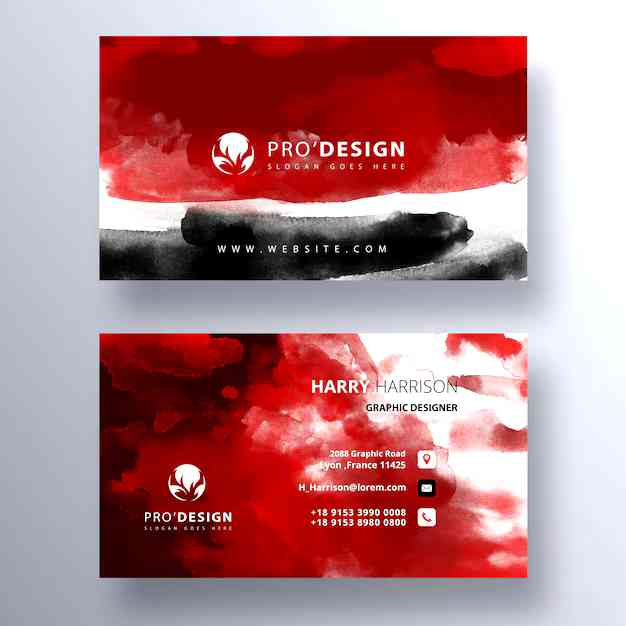 PRO'DESIGN
SLOGAN GOES HERE
WWW.WEBSITE.COM
HARRY HARRISON
GRAPHIC DESIGNER
2088 Graphic Road
Lyon ,France 11425
H_Harrison@lorem.com
+18 9153 3990 0008
+18 9153 8980 0800
PRO'DESIGN
SLOGAN GOES HERE